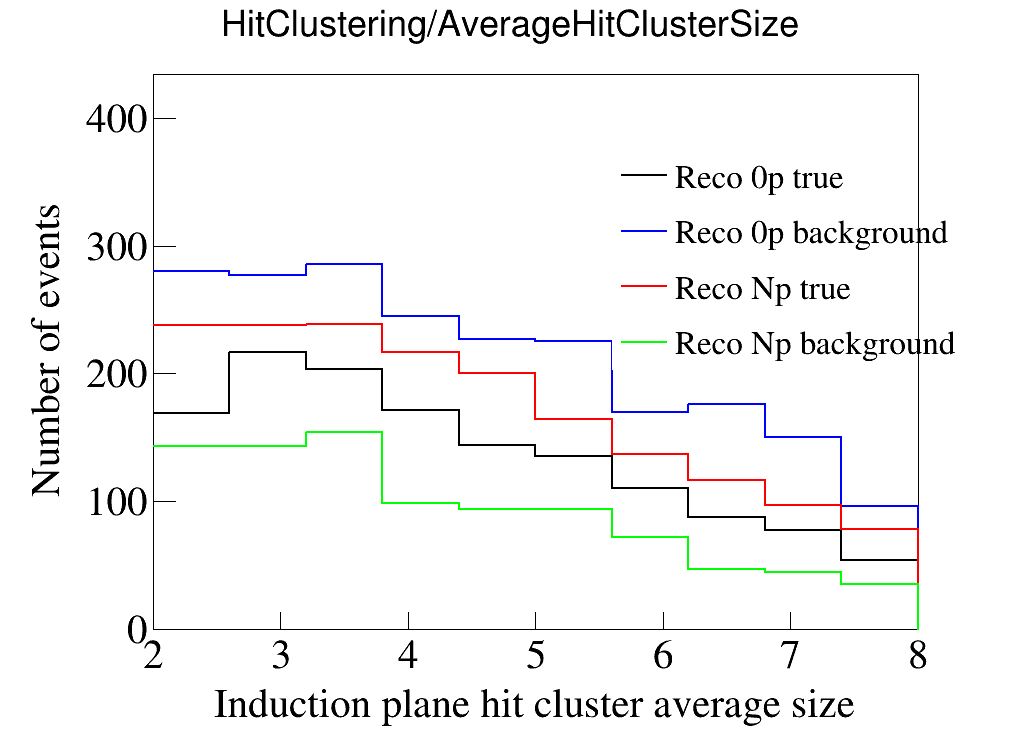 HitClustering/AverageHitClusterSize
400
300
200
100
0
Number of events
Reco 0p true
Reco 0p background
Reco Np true
Reco Np background
2 3 4 5 6 7 8
Induction plane hit cluster average size